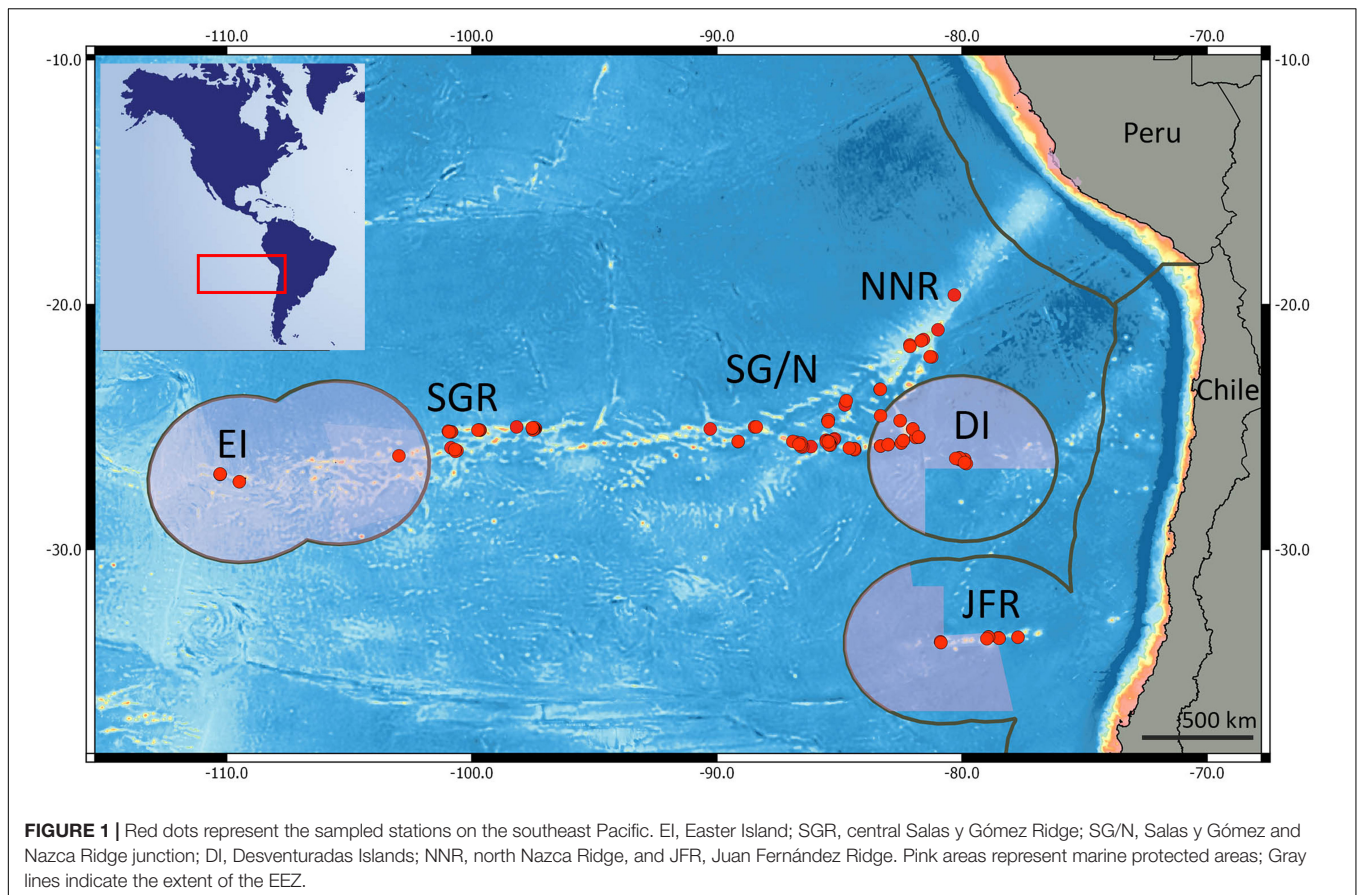 -110.0 -100.0 -90.0 -80.0 -70.0
-10.0 -10.0
Peru
NNR
-20.0 -20.0
SG/N
SGR
Chile
EI
DI
-30.0 -30.0
JFR
500 km
-110.0 -100.0 -90.0 -80.0 -70.0
FIGURE 1 | Red dots represent the sampled stations on the southeast Pacific. EI, Easter Island; SGR, central Salas y Gómez Ridge; SG/N, Salas y Gómez and
Nazca Ridge junction; DI, Desventuradas Islands; NNR, north Nazca Ridge, and JFR, Juan Fernández Ridge. Pink areas represent marine protected areas; Gray
lines indicate the extent of the EEZ.